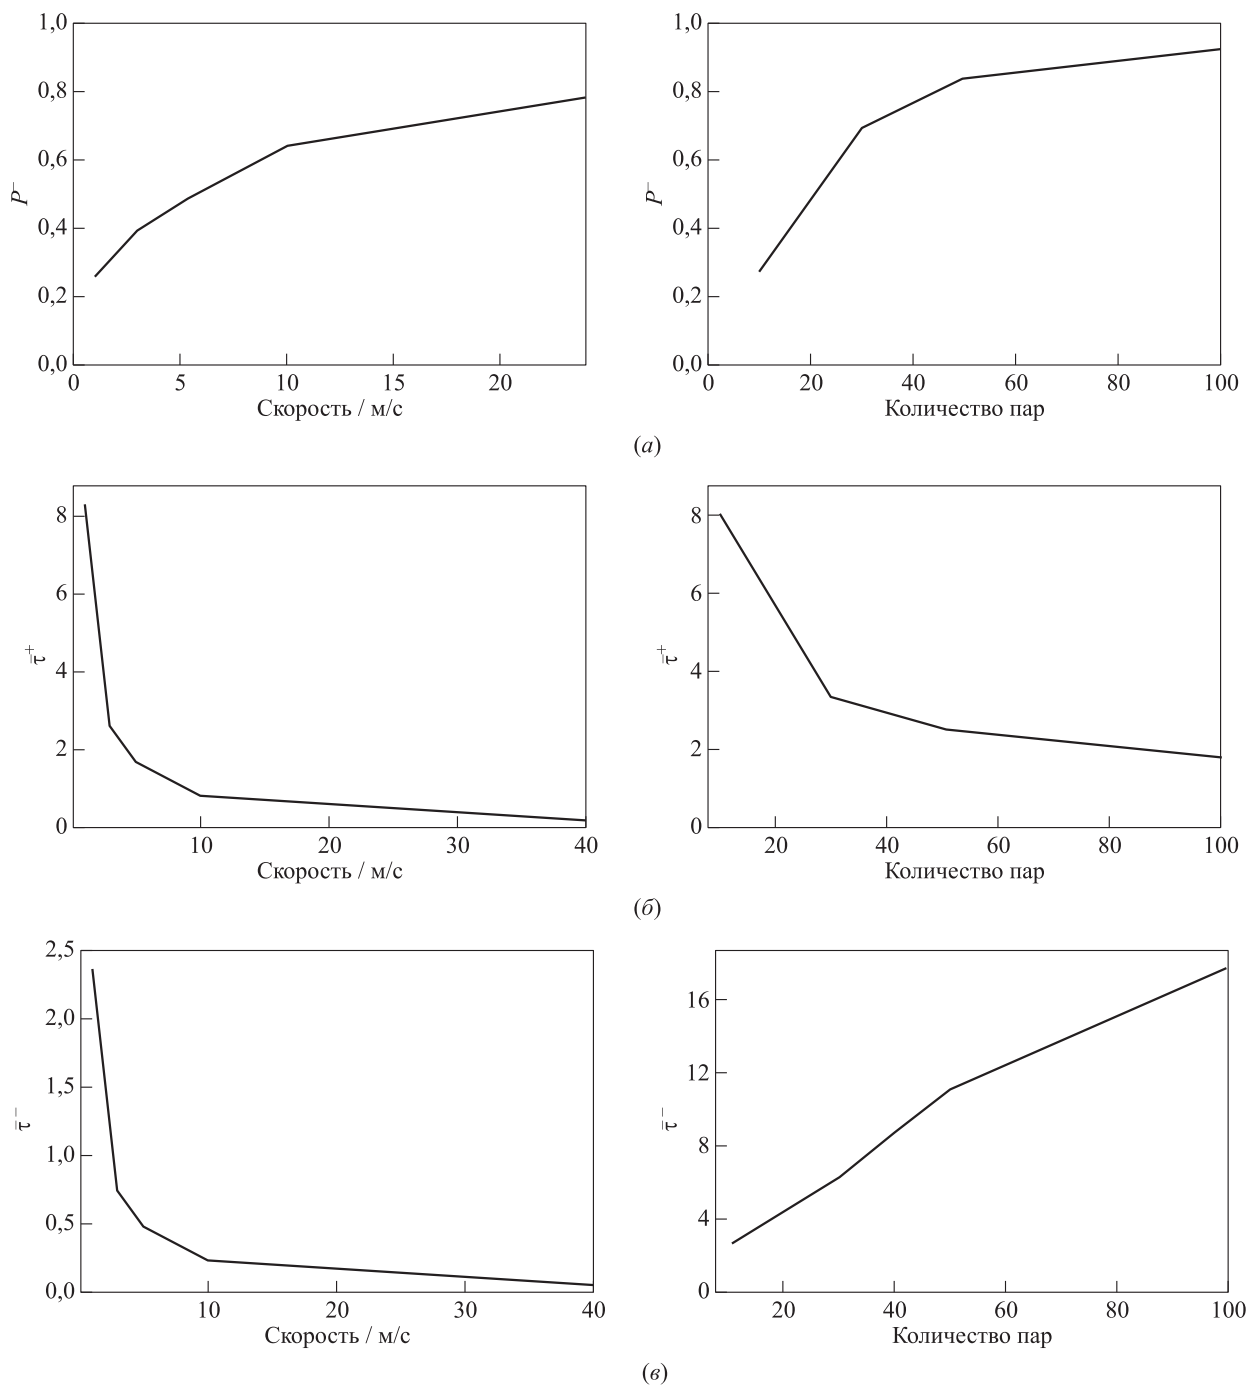 1,0
0,8
0,6
0,4
0,2
0,0
P⁻
0 5 10 15 20
Скорость / м/с
1,0
0,8
0,6
0,4
0,2
0,0
P⁻
0 20 40 60 80 100
Количество пар
(а)
8
6
4
2
0
τ̄⁺
10 20 30 40
Скорость / м/с
8
6
4
2
0
τ̄⁺
20 40 60 80 100
Количество пар
(б)
2,5
2,0
1,5
1,0
0,5
0,0
τ̄⁻
10 20 30 40
Скорость / м/с
16
12
8
4
0
τ̄⁻
20 40 60 80 100
Количество пар
(в)